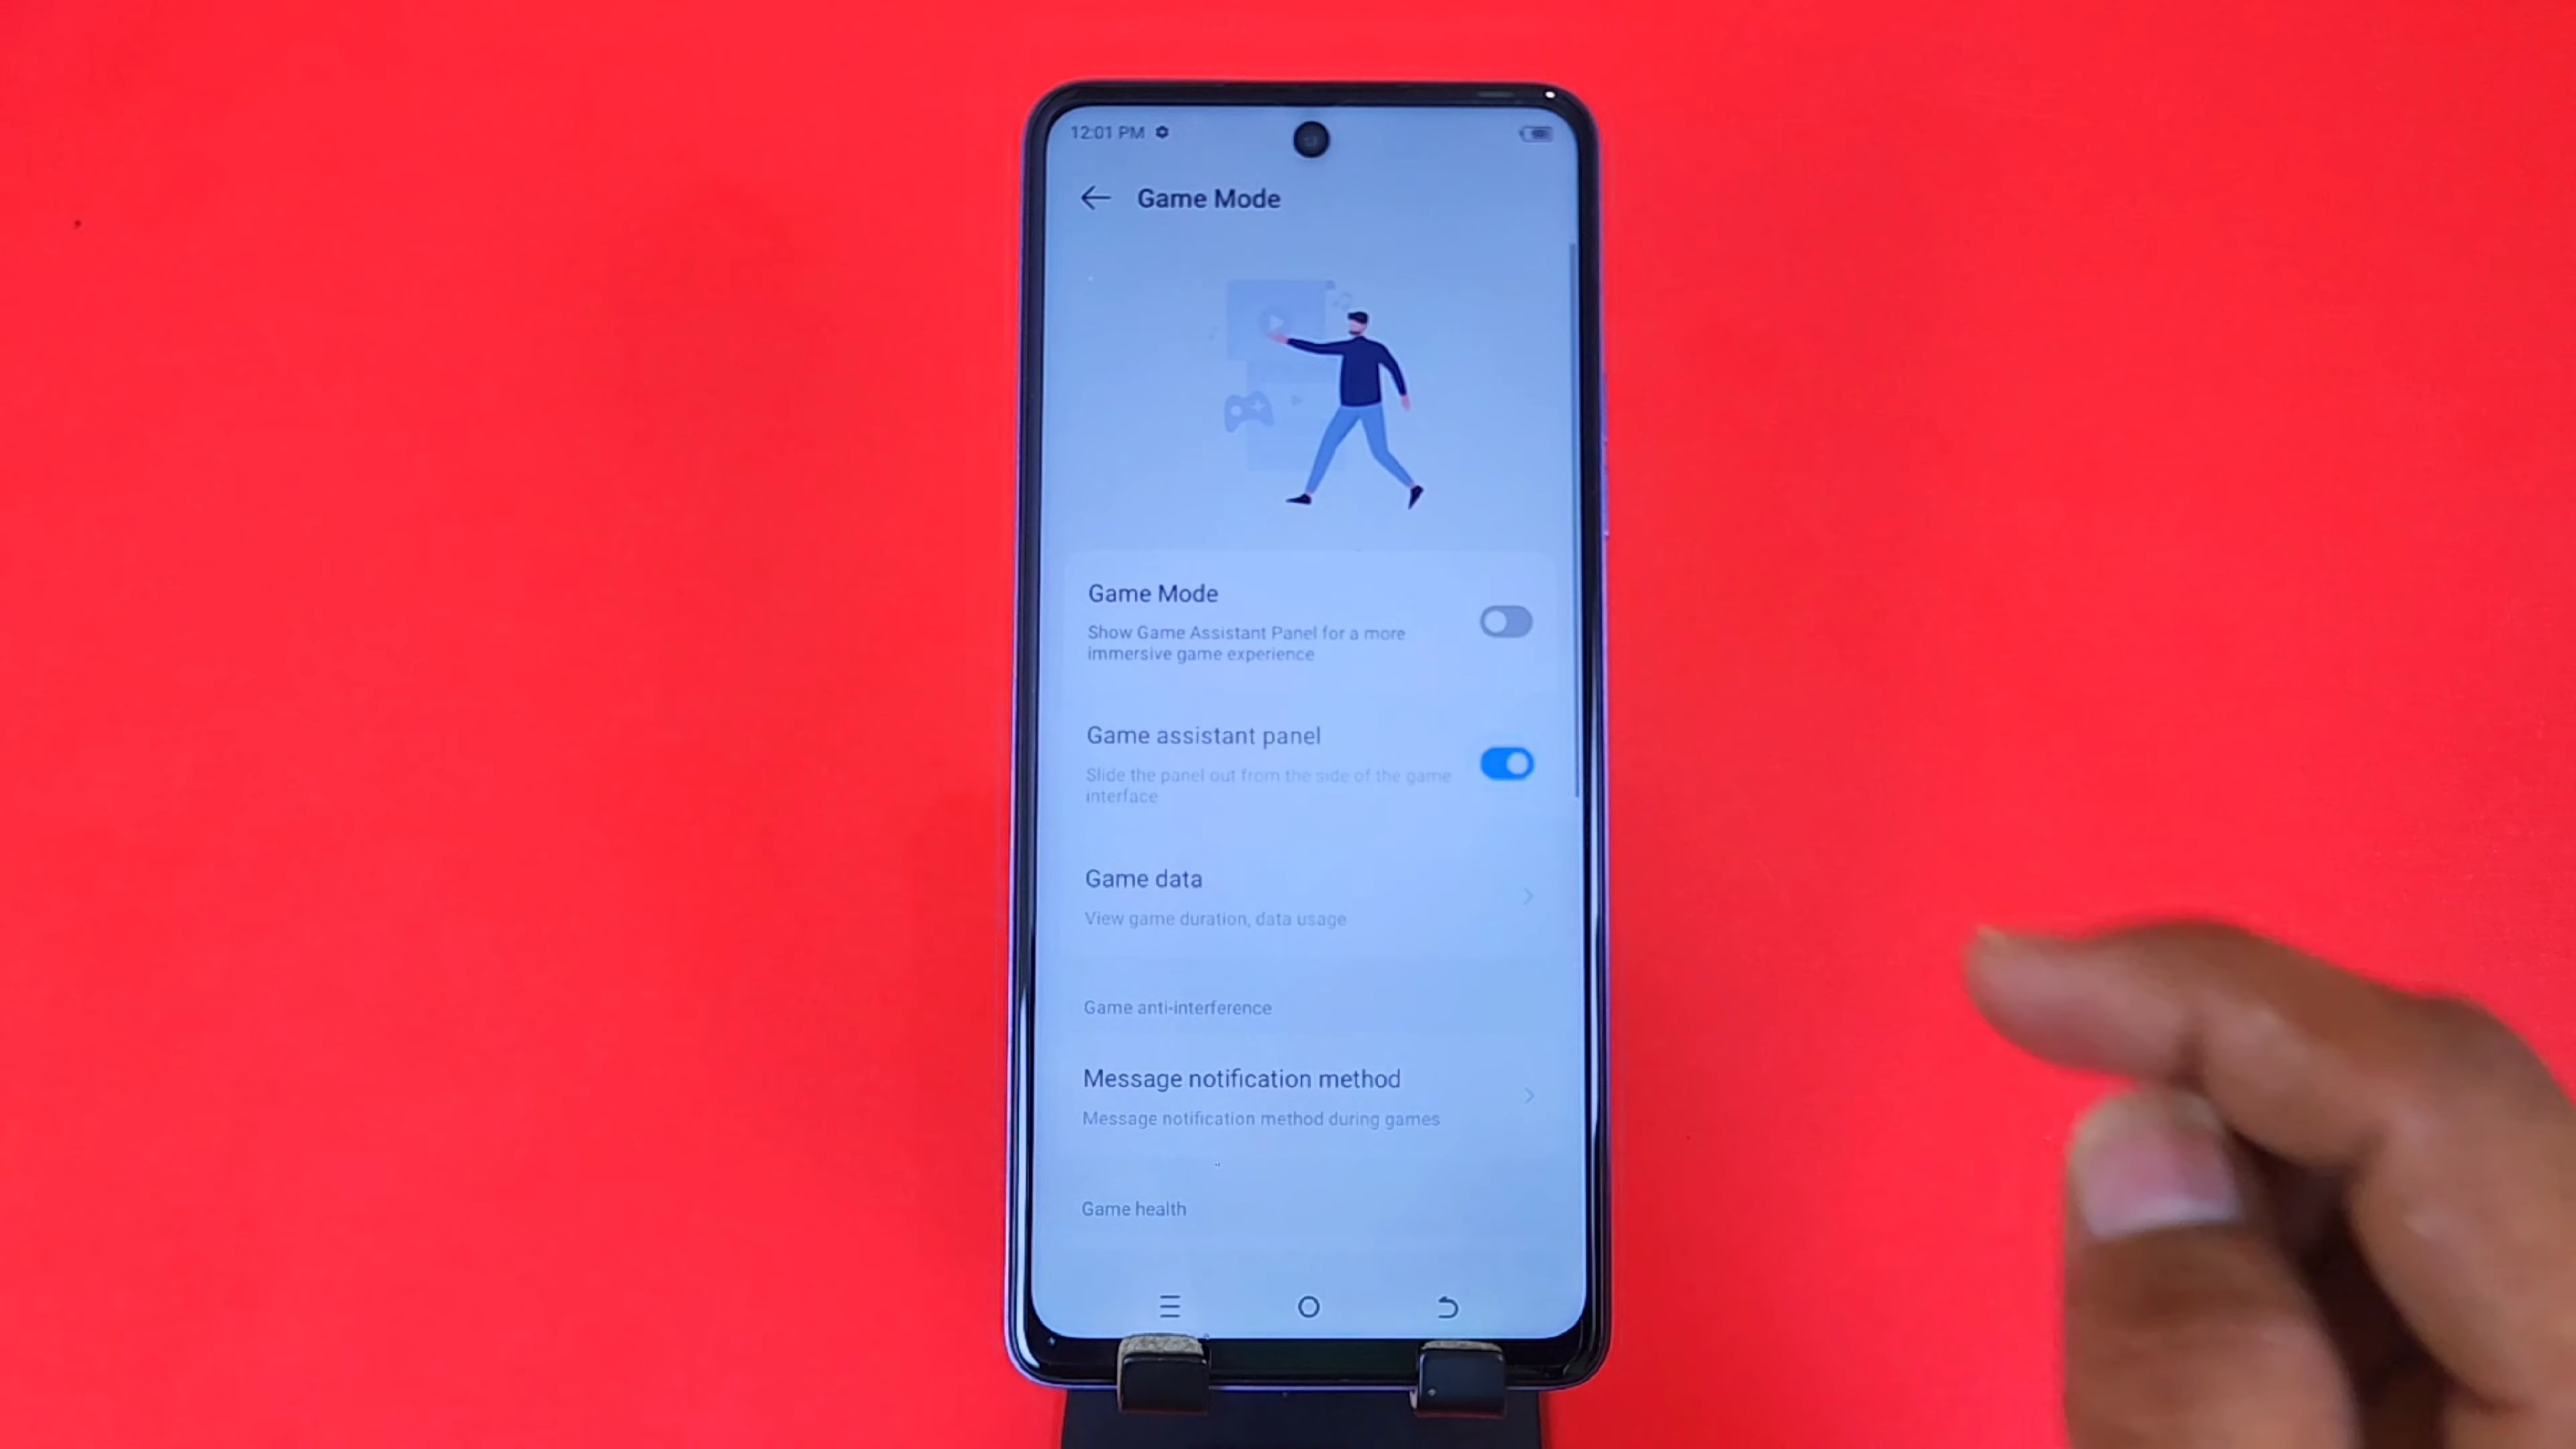 12:01 PM
Game Mode
Game Mode
Show Game Assistant Panel for a more
immersive game experience
Game assistant panel
Slide the panel out from the side of the game
interface
Game data
View game duration, data usage
Game anti-interference
Message notification method
Message notification method during games
Game health